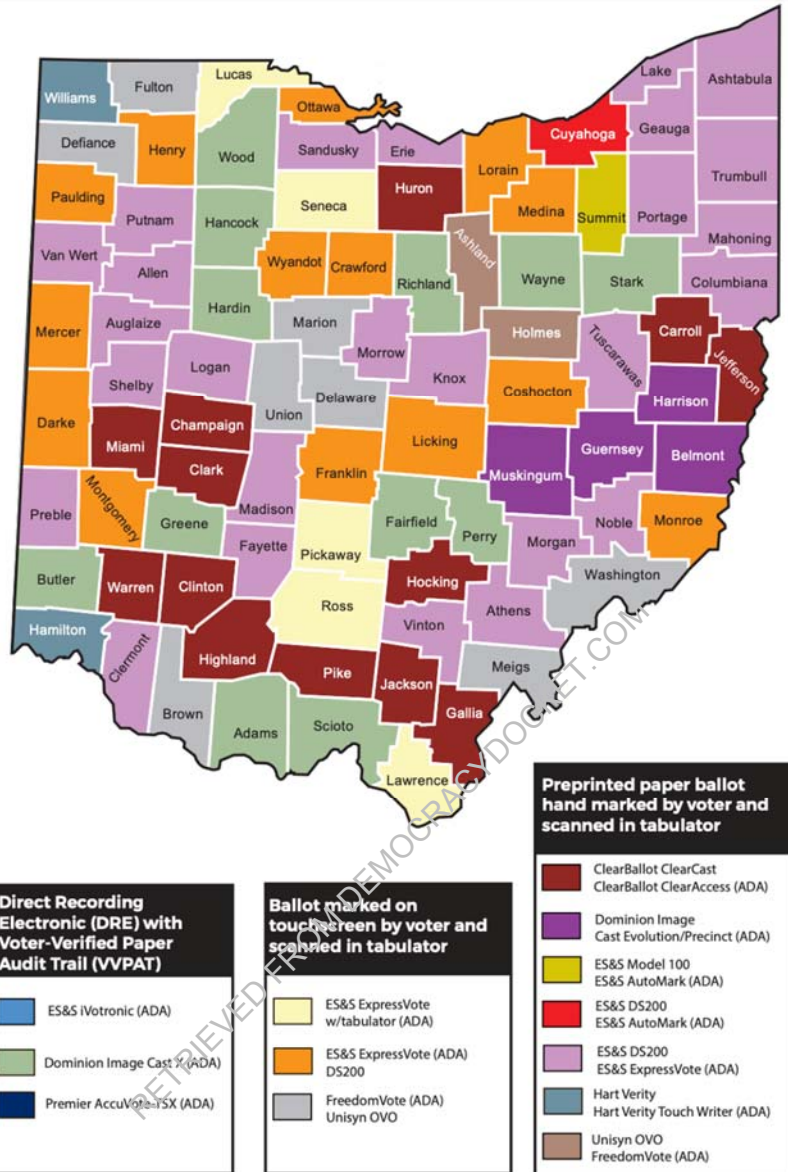 Lucas
Lake
Ashtabula
Williams
Fulton
Ottawa
Cuyahoga
Geauga
Defiance
Henry
Wood
Sandusky
Erie
Lorain
Trumbull
Paulding
Putnam
Hancock
Seneca
Huron
Medina
Summit
Portage
Mahoning
Van Wert
Allen
Wyandot
Crawford
Richland
Ashland
Wayne
Stark
Columbiana
Mercer
Auglaize
Hardin
Marion
Morrow
Holmes
Tuscarawas
Carroll
Jefferson
Shelby
Logan
Union
Delaware
Knox
Coshocton
Harrison
Darke
Miami
Champaign
Clark
Madison
Franklin
Licking
Muskingum
Guernsey
Belmont
Preble
Montgomery
Greene
Fayette
Pickaway
Fairfield
Perry
Morgan
Noble
Monroe
Butler
Warren
Clinton
Ross
Hocking
Athens
Washington
Hamilton
Clermont
Highland
Pike
Vinton
Meigs
Brown
Adams
Scioto
Jackson
Gallia
Lawrence
RETRIEVED FROM DEMOCRACYDOCKET.COM
Direct Recording
Electronic (DRE) with
Voter-Verified Paper
Audit Trail (VVPAT)
ES&S iVotronic (ADA)
Dominion Image Cast X (ADA)
Premier AccuVote-TSX (ADA)
Ballot marked on
touchscreen by voter and
scanned in tabulator
ES&S ExpressVote
w/tabulator (ADA)
ES&S ExpressVote (ADA)
DS200
FreedomVote (ADA)
Unisyn OVO
Preprinted paper ballot
hand marked by voter and
scanned in tabulator
ClearBallot ClearCast
ClearBallot ClearAccess (ADA)
Dominion Image
Cast Evolution/Precinct (ADA)
ES&S Model 100
ES&S AutoMark (ADA)
ES&S DS200
ES&S AutoMark (ADA)
ES&S DS200
ES&S ExpressVote (ADA)
Hart Verity
Hart Verity Touch Writer (ADA)
Unisyn OVO
FreedomVote (ADA)